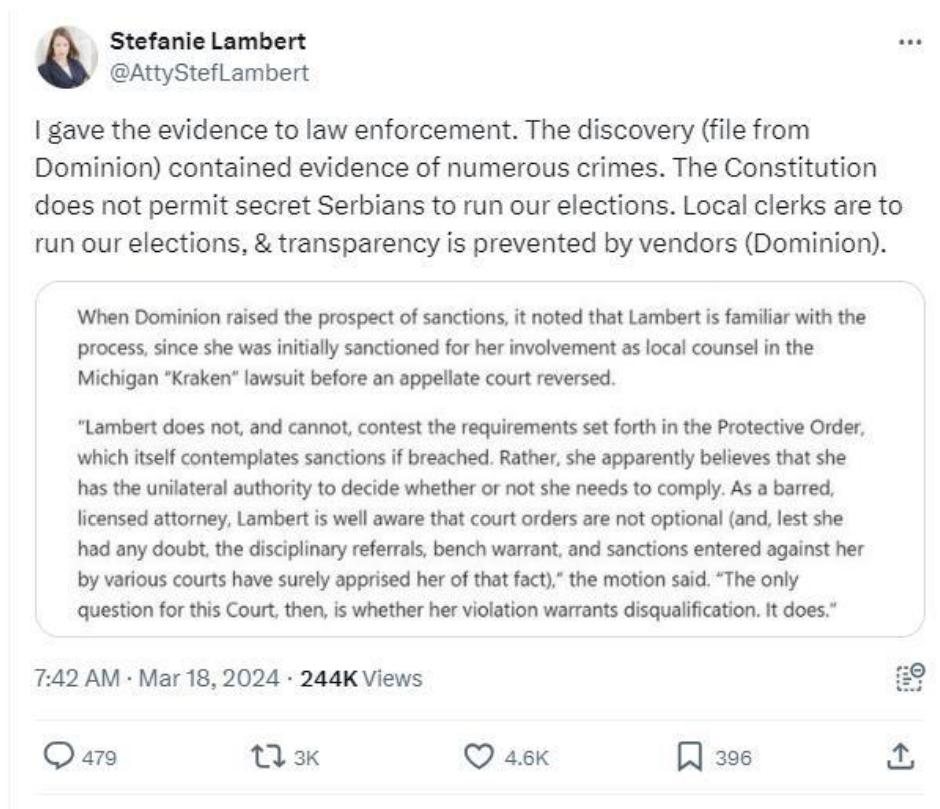 Stefanie Lambert
@AttyStefLambert
I gave the evidence to law enforcement. The discovery (file from
Dominion) contained evidence of numerous crimes. The Constitution
does not permit secret Serbians to run our elections. Local clerks are to
run our elections, & transparency is prevented by vendors (Dominion).
When Dominion raised the prospect of sanctions, it noted that Lambert is familiar with the
process, since she was initially sanctioned for her involvement as local counsel in the
Michigan "Kraken" lawsuit before an appellate court reversed.
"Lambert does not, and cannot, contest the requirements set forth in the Protective Order,
which itself contemplates sanctions if breached. Rather, she apparently believes that she
has the unilateral authority to decide whether or not she needs to comply. As a barred,
licensed attorney, Lambert is well aware that court orders are not optional (and, lest she
had any doubt, the disciplinary referrals, bench warrant, and sanctions entered against her
by various courts have surely apprised her of that fact)," the motion said. "The only
question for this Court, then, is whether her violation warrants disqualification. It does."
7:42 AM · Mar 18, 2024 · 244K Views
479 3K 4.6K 396